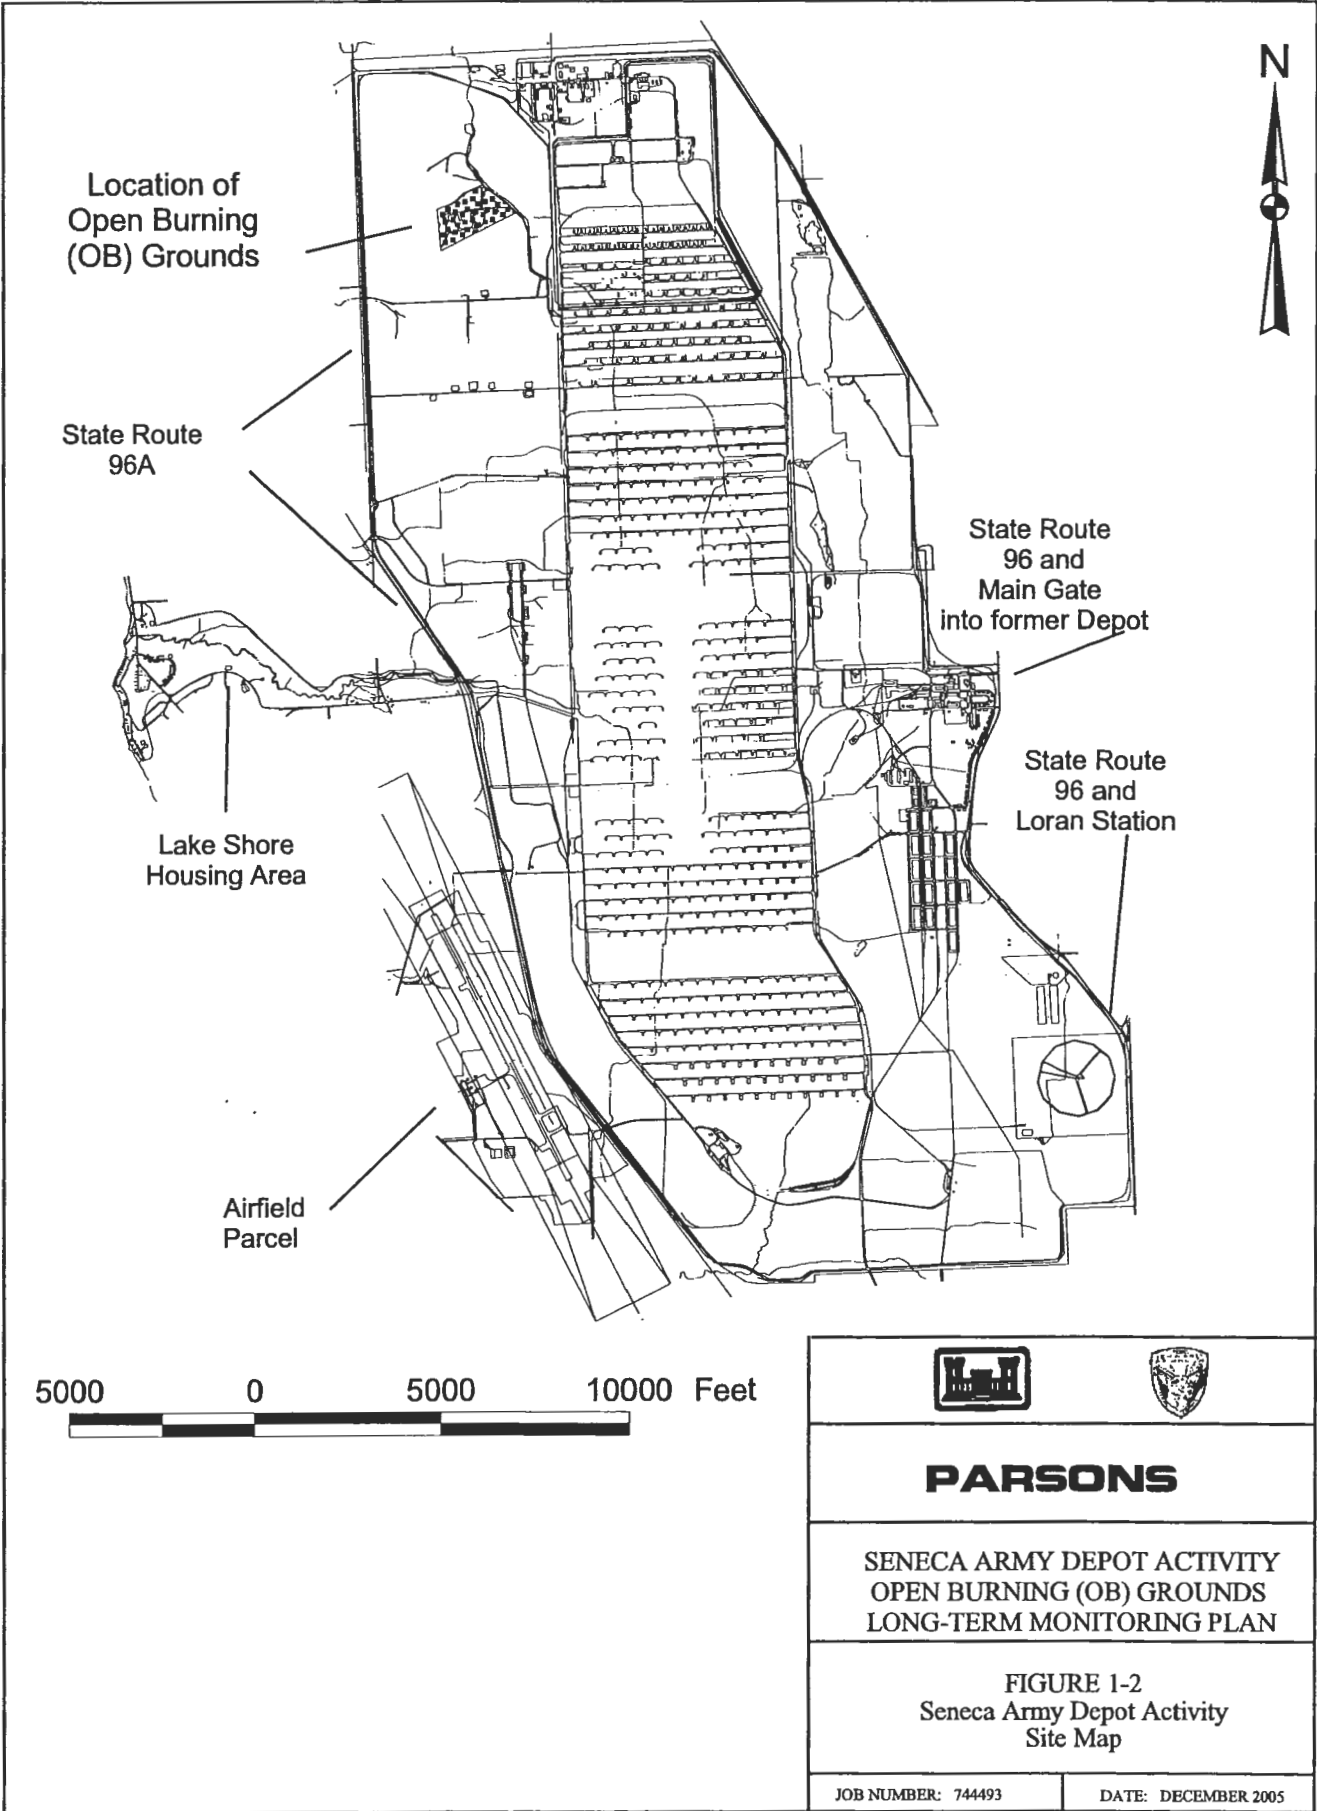 N
Location of
Open Burning
(OB) Grounds
State Route
96A
State Route
96 and
Main Gate
into former Depot
State Route
96 and
Loran Station
Lake Shore
Housing Area
Airfield
Parcel
5000 0 5000 10000 Feet
PARSONS
SENECA ARMY DEPOT ACTIVITY
OPEN BURNING (OB) GROUNDS
LONG-TERM MONITORING PLAN
FIGURE 1-2
Seneca Army Depot Activity
Site Map
JOB NUMBER: 744493
DATE: DECEMBER 2005